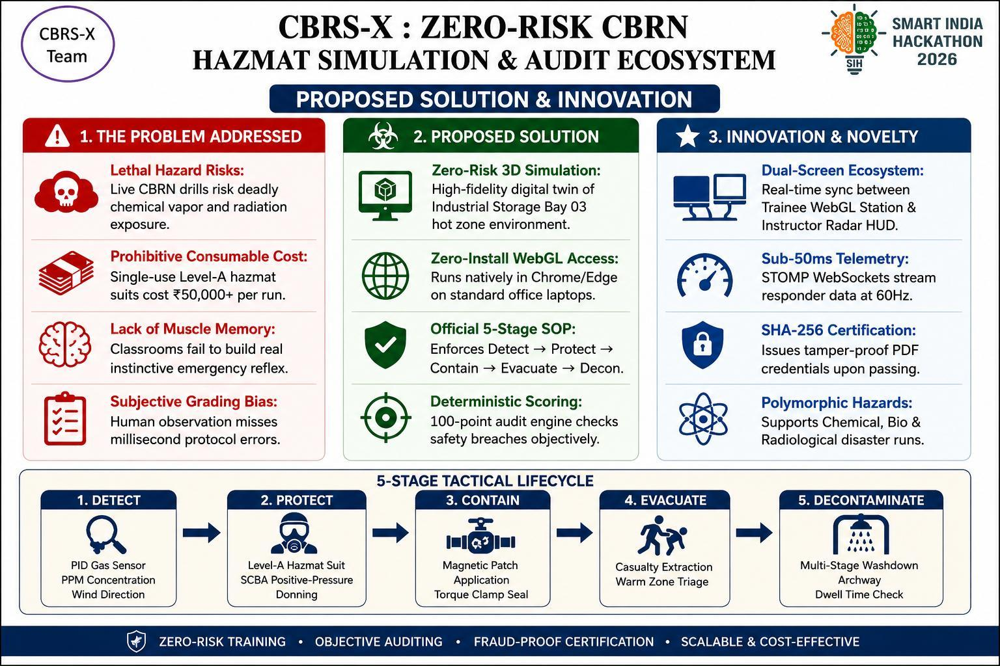 CBRS-X
Team
CBRS-X : ZERO-RISK CBRN
HAZMAT SIMULATION & AUDIT ECOSYSTEM
SIH
SMART INDIA
HACKATHON
2026
PROPOSED SOLUTION & INNOVATION
1. THE PROBLEM ADDRESSED
Lethal Hazard Risks:
Live CBRN drills risk deadly
chemical vapor and radiation
exposure.
Prohibitive Consumable Cost:
Single-use Level-A hazmat
suits cost ₹50,000+ per run.
Lack of Muscle Memory:
Classrooms fail to build real
instinctive emergency reflex.
Subjective Grading Bias:
Human observation misses
millisecond protocol errors.
2. PROPOSED SOLUTION
Zero-Risk 3D Simulation:
High-fidelity digital twin of
Industrial Storage Bay 03
hot zone environment.
Zero-Install WebGL Access:
Runs natively in Chrome/Edge
on standard office laptops.
Official 5-Stage SOP:
Enforces Detect → Protect →
Contain → Evacuate → Decon.
Deterministic Scoring:
100-point audit engine checks
safety breaches objectively.
3. INNOVATION & NOVELTY
Dual-Screen Ecosystem:
Real-time sync between
Trainee WebGL Station &
Instructor Radar HUD.
Sub-50ms Telemetry:
STOMP WebSockets stream
responder data at 60Hz.
SHA-256 Certification:
Issues tamper-proof PDF
credentials upon passing.
Polymorphic Hazards:
Supports Chemical, Bio &
Radiological disaster runs.
5-STAGE TACTICAL LIFECYCLE
1. DETECT
PID Gas Sensor
PPM Concentration
Wind Direction
2. PROTECT
Level-A Hazmat Suit
SCBA Positive-Pressure
Donning
3. CONTAIN
Magnetic Patch
Application
Torque Clamp Seal
4. EVACUATE
Casualty Extraction
Warm Zone Triage
5. DECONTAMINATE
Multi-Stage Washdown
Archway
Dwell Time Check
ZERO-RISK TRAINING • OBJECTIVE AUDITING • FRAUD-PROOF CERTIFICATION • SCALABLE & COST-EFFECTIVE